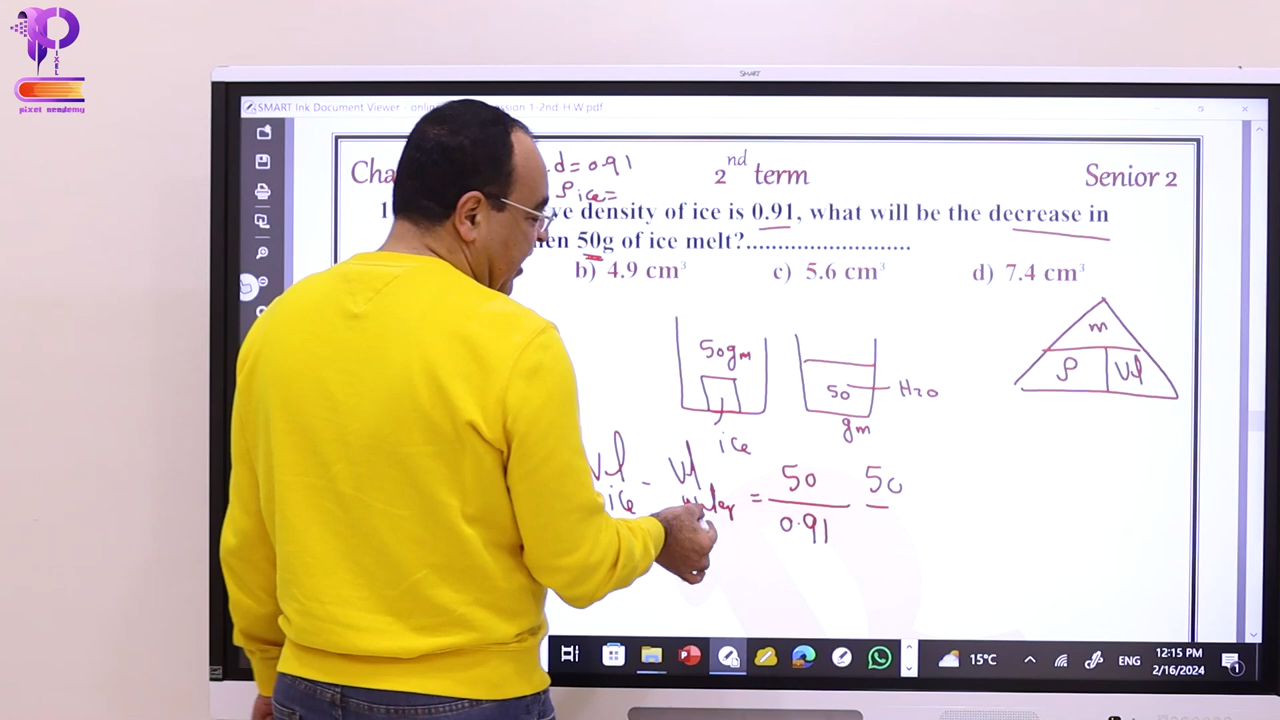 PIXEL
pixel academy
SMART
SMART Ink Document Viewer - online ssion 1-2nd-H.W.pdf
Cha 2nd term Senior 2
d=0.91
ρ ice=
1 ve density of ice is 0.91, what will be the decrease in
en 50g of ice melt?..........................
b) 4.9 cm³ c) 5.6 cm³ d) 7.4 cm³
m
ρ Vl
50gm
ice
50
gm
H2O
Vl ice - Vl water = 50/0.91 50
15°C ENG 12:15 PM
2/16/2024
1